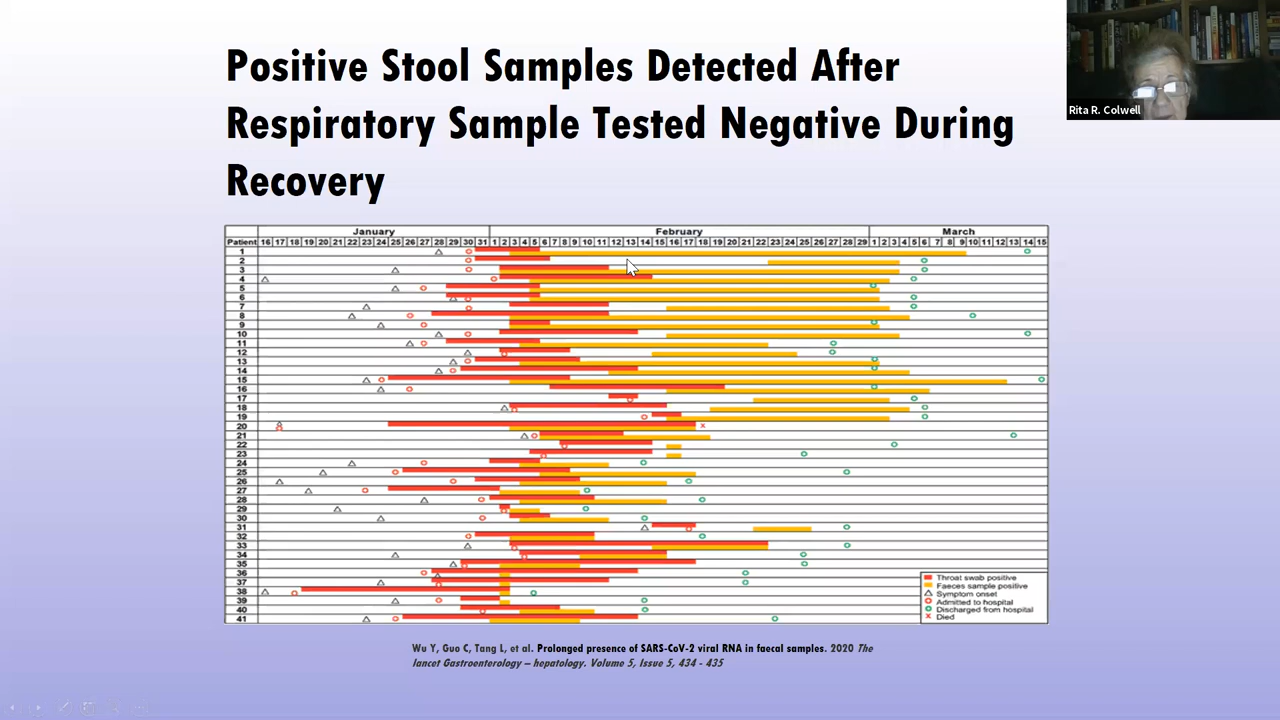 Positive Stool Samples Detected After
Respiratory Sample Tested Negative During
Recovery
Rita R. Colwell
January February March
Patient 16 17 18 19 20 21 22 23 24 25 26 27 28 29 30 31 1 2 3 4 5 6 7 8 9 10 11 12 13 14 15 16 17 18 19 20 21 22 23 24 25 26 27 28 29 1 2 3 4 5 6 7 8 9 10 11 12 13 14 15
1
2
3
4
5
6
7
8
9
10
11
12
13
14
15
16
17
18
19
20
21
22
23
24
25
26
27
28
29
30
31
32
33
34
35
36
37
38
39
40
41
Throat swab positive
Faeces sample positive
Symptom onset
Admitted to hospital
Discharged from hospital
Died
Wu Y, Guo C, Tang L, et al. Prolonged presence of SARS-CoV-2 viral RNA in faecal samples. 2020 The
lancet Gastroenterology – hepatology. Volume 5, Issue 5, 434 - 435